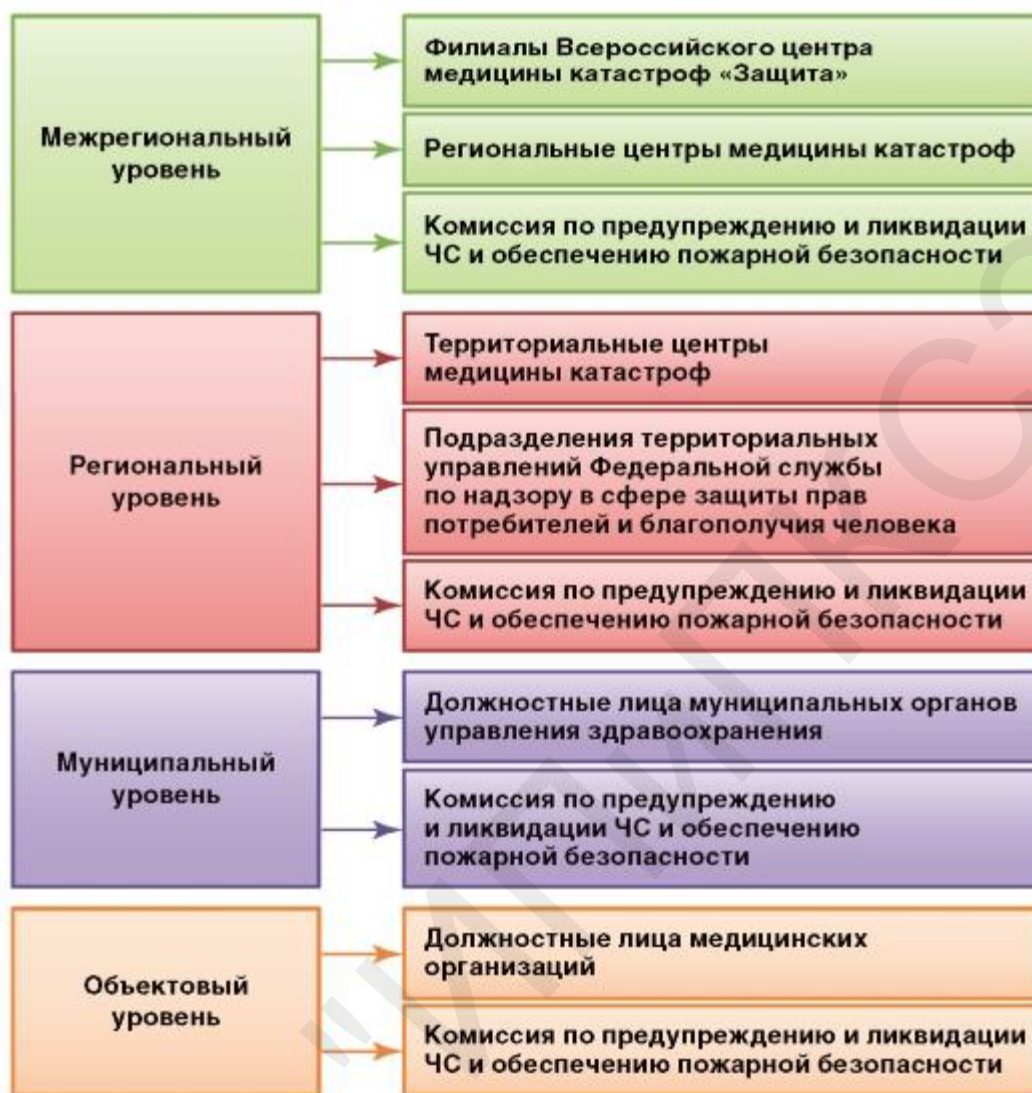 Межрегиональный
уровень
Филиалы Всероссийского центра
медицины катастроф «Защита»
Региональные центры медицины катастроф
Комиссия по предупреждению и ликвидации
ЧС и обеспечению пожарной безопасности
Региональный
уровень
Территориальные центры
медицины катастроф
Подразделения территориальных
управлений Федеральной службы
по надзору в сфере защиты прав
потребителей и благополучия человека
Комиссия по предупреждению и ликвидации
ЧС и обеспечению пожарной безопасности
Муниципальный
уровень
Должностные лица муниципальных органов
управления здравоохранения
Комиссия по предупреждению
и ликвидации ЧС и обеспечению
пожарной безопасности
Объектовый
уровень
Должностные лица медицинских
организаций
Комиссия по предупреждению и ликвидации
ЧС и обеспечению пожарной безопасности